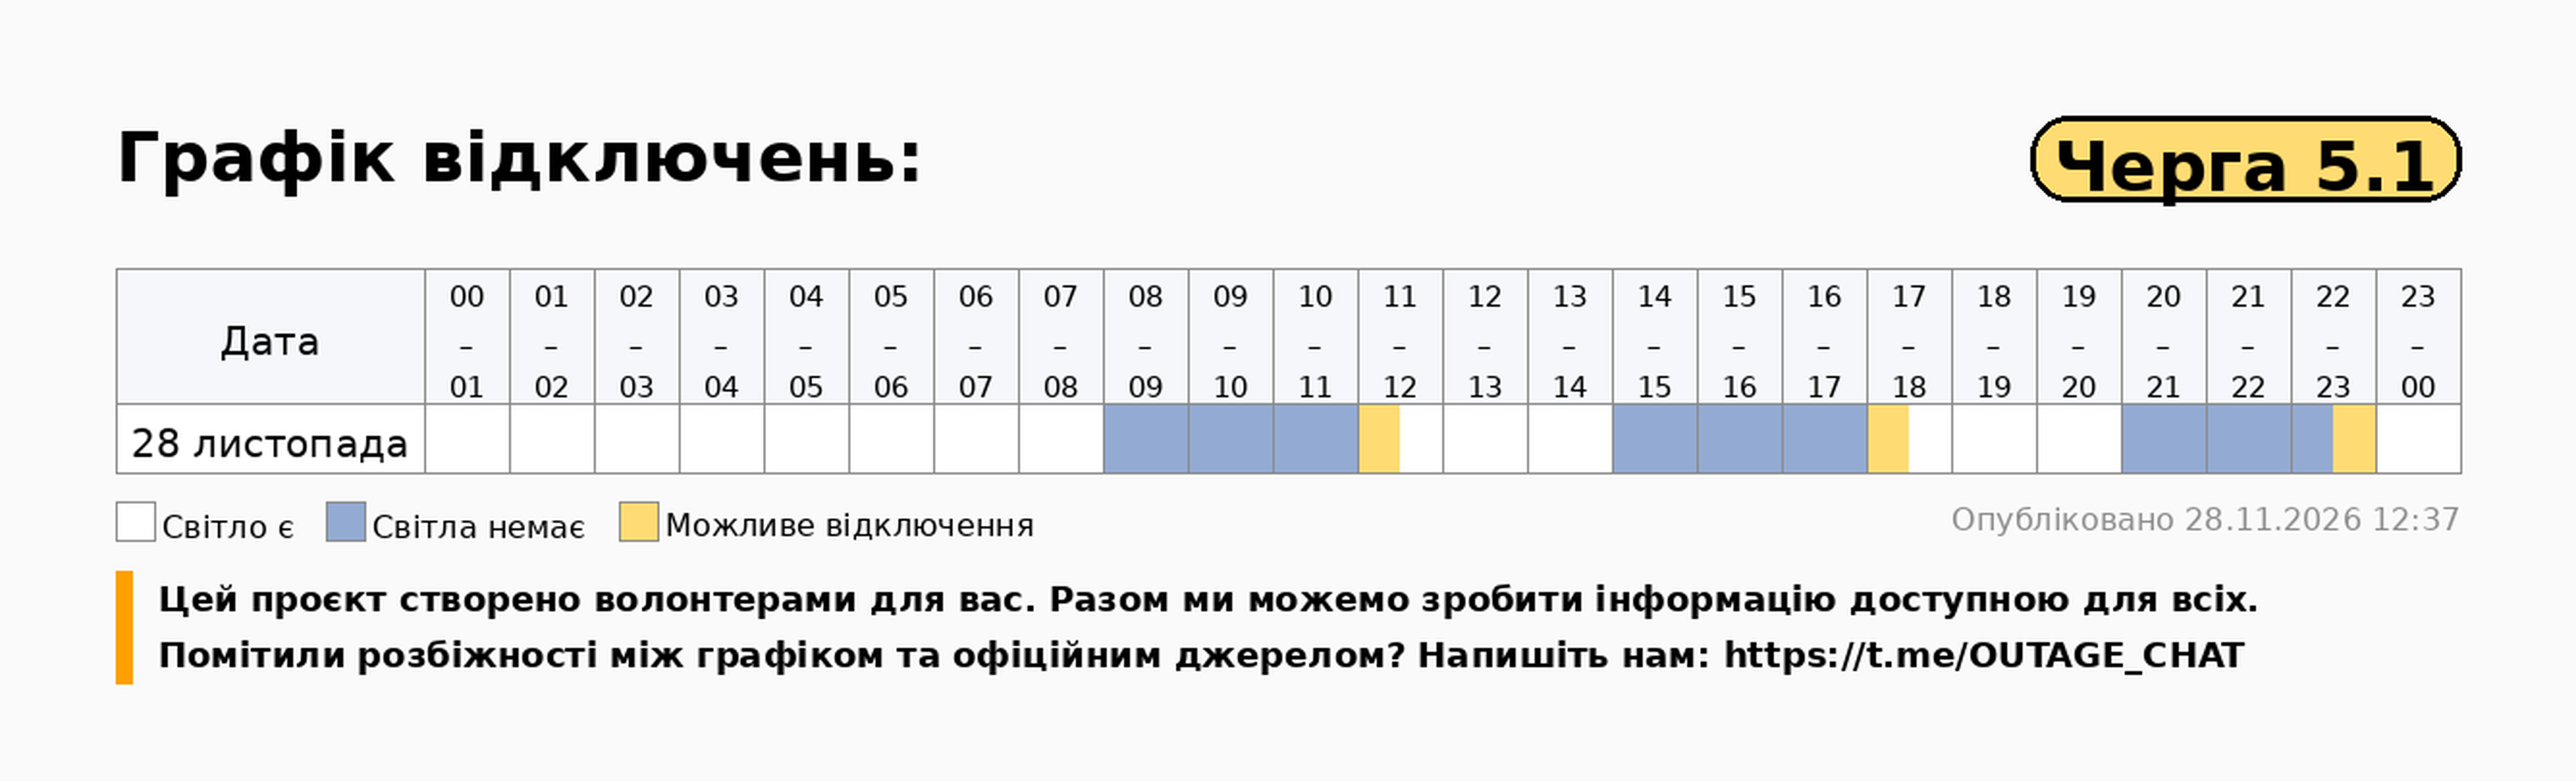 Графік відключень:
Черга 5.1
Дата 00 – 01 01 – 02 02 – 03 03 – 04 04 – 05 05 – 06 06 – 07 07 – 08 08 – 09 09 – 10 10 – 11 11 – 12 12 – 13 13 – 14 14 – 15 15 – 16 16 – 17 17 – 18 18 – 19 19 – 20 20 – 21 21 – 22 22 – 23 23 – 00
28 листопада
Світло є Світла немає Можливе відключення
Опубліковано 28.11.2026 12:37
Цей проєкт створено волонтерами для вас. Разом ми можемо зробити інформацію доступною для всіх.
Помітили розбіжності між графіком та офіційним джерелом? Напишіть нам: https://t.me/OUTAGE_CHAT